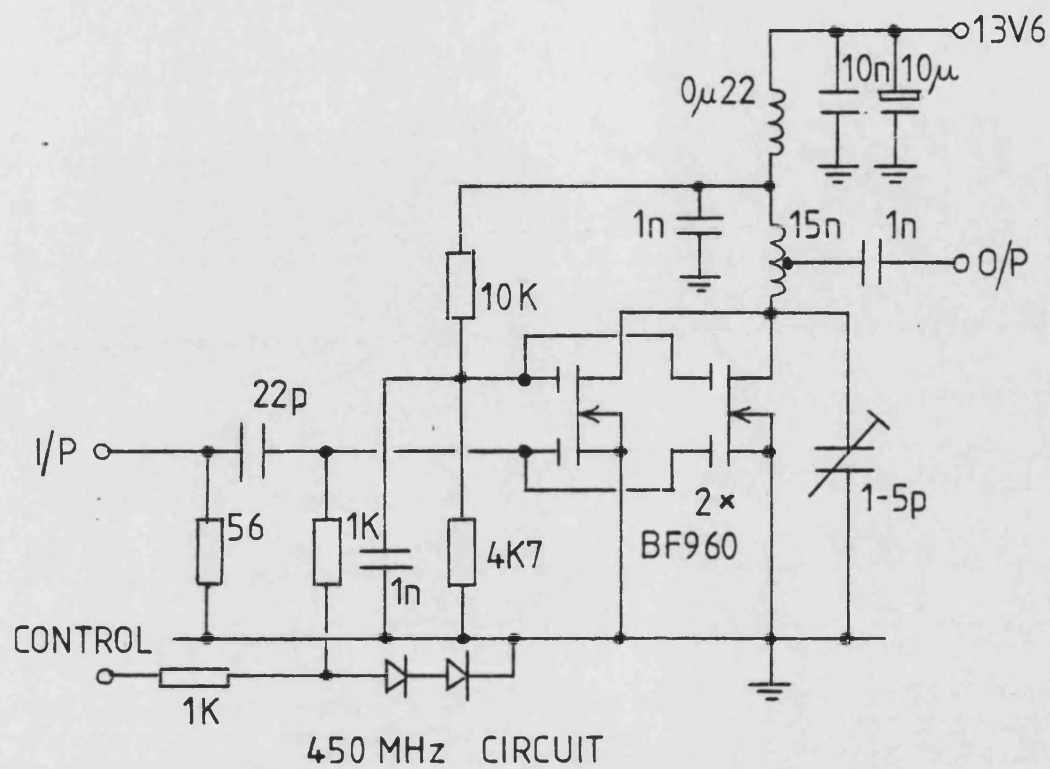 13V6
10n
10μ
0μ22
1n
15n
1n
O/P
10K
22p
I/P
56
1K
1n
4K7
2×
BF960
1-5p
CONTROL
1K
450 MHz CIRCUIT